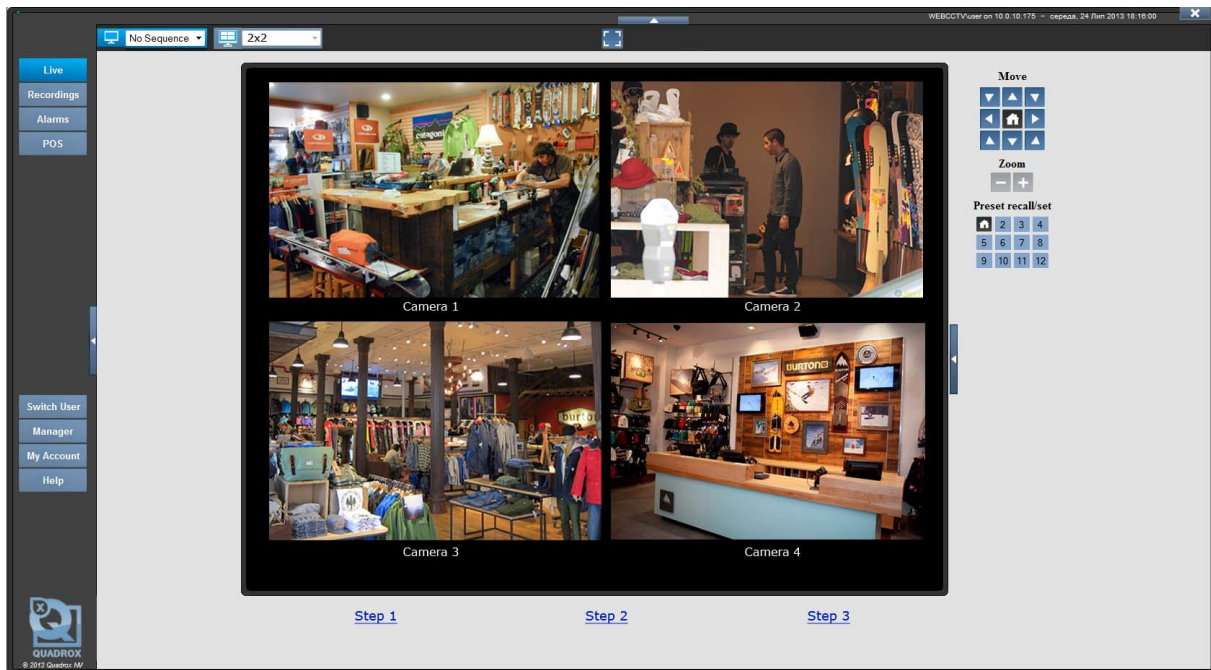 WEBCCTV\user on 10.0.10.175 – середа, 24 Лип 2013 18:16:00
No Sequence
2x2
Live
Recordings
Alarms
POS
Switch User
Manager
My Account
Help
QUADROX
© 2013 Quadrox NV
patagonia
Camera 1
Camera 2
burton
Camera 3
BURTON
Camera 4
Step 1
Step 2
Step 3
Move
Zoom
Preset recall/set
2 3 4
5 6 7 8
9 10 11 12